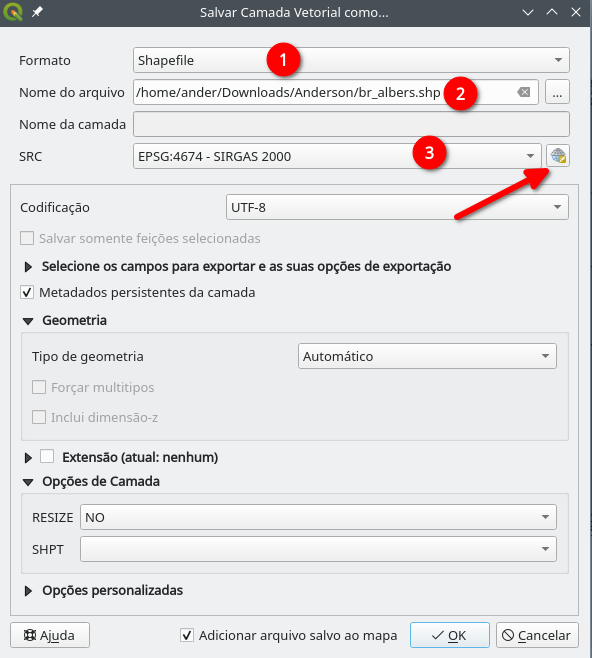 Salvar Camada Vetorial como...
Formato Shapefile 1
Nome do arquivo /home/ander/Downloads/Anderson/br_albers.shp 2 ...
Nome da camada
SRC EPSG:4674 - SIRGAS 2000 3
Codificação UTF-8
Salvar somente feições selecionadas
Selecione os campos para exportar e as suas opções de exportação
Metadados persistentes da camada
Geometria
Tipo de geometria Automático
Forçar multitipos
Inclui dimensão-z
Extensão (atual: nenhum)
Opções de Camada
RESIZE NO
SHPT
Opções personalizadas
Ajuda Adicionar arquivo salvo ao mapa OK Cancelar